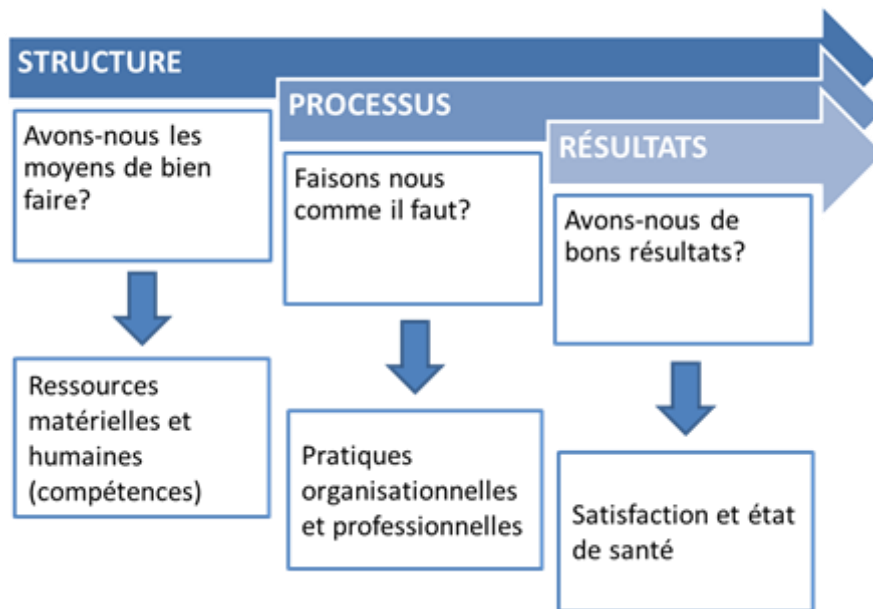 STRUCTURE
Avons-nous les
moyens de bien
faire?
Ressources
matérielles et
humaines
(compétences)
PROCESSUS
Faisons nous
comme il faut?
Pratiques
organisationnelles
et professionnelles
RÉSULTATS
Avons-nous de
bons résultats?
Satisfaction et état
de santé